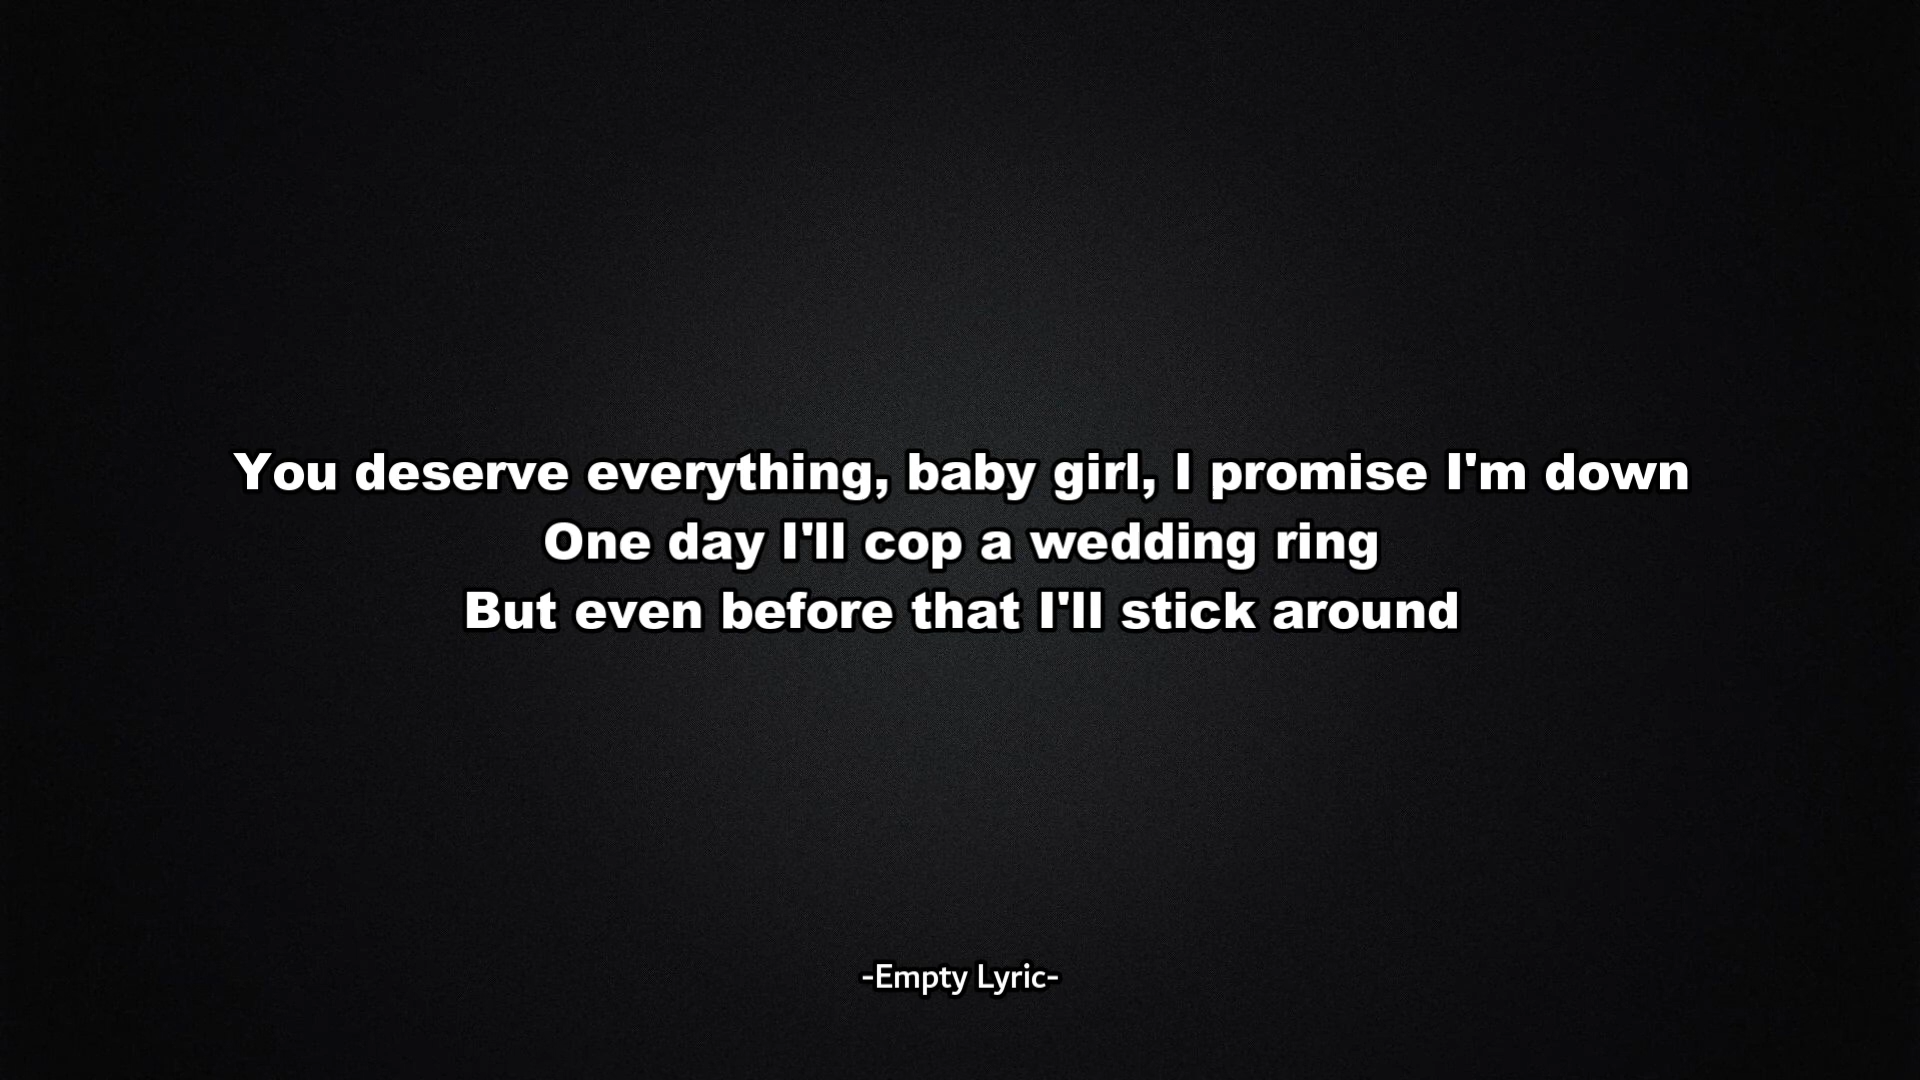 You deserve everything, baby girl, I promise I'm down
One day I'll cop a wedding ring
But even before that I'll stick around
-Empty Lyric-